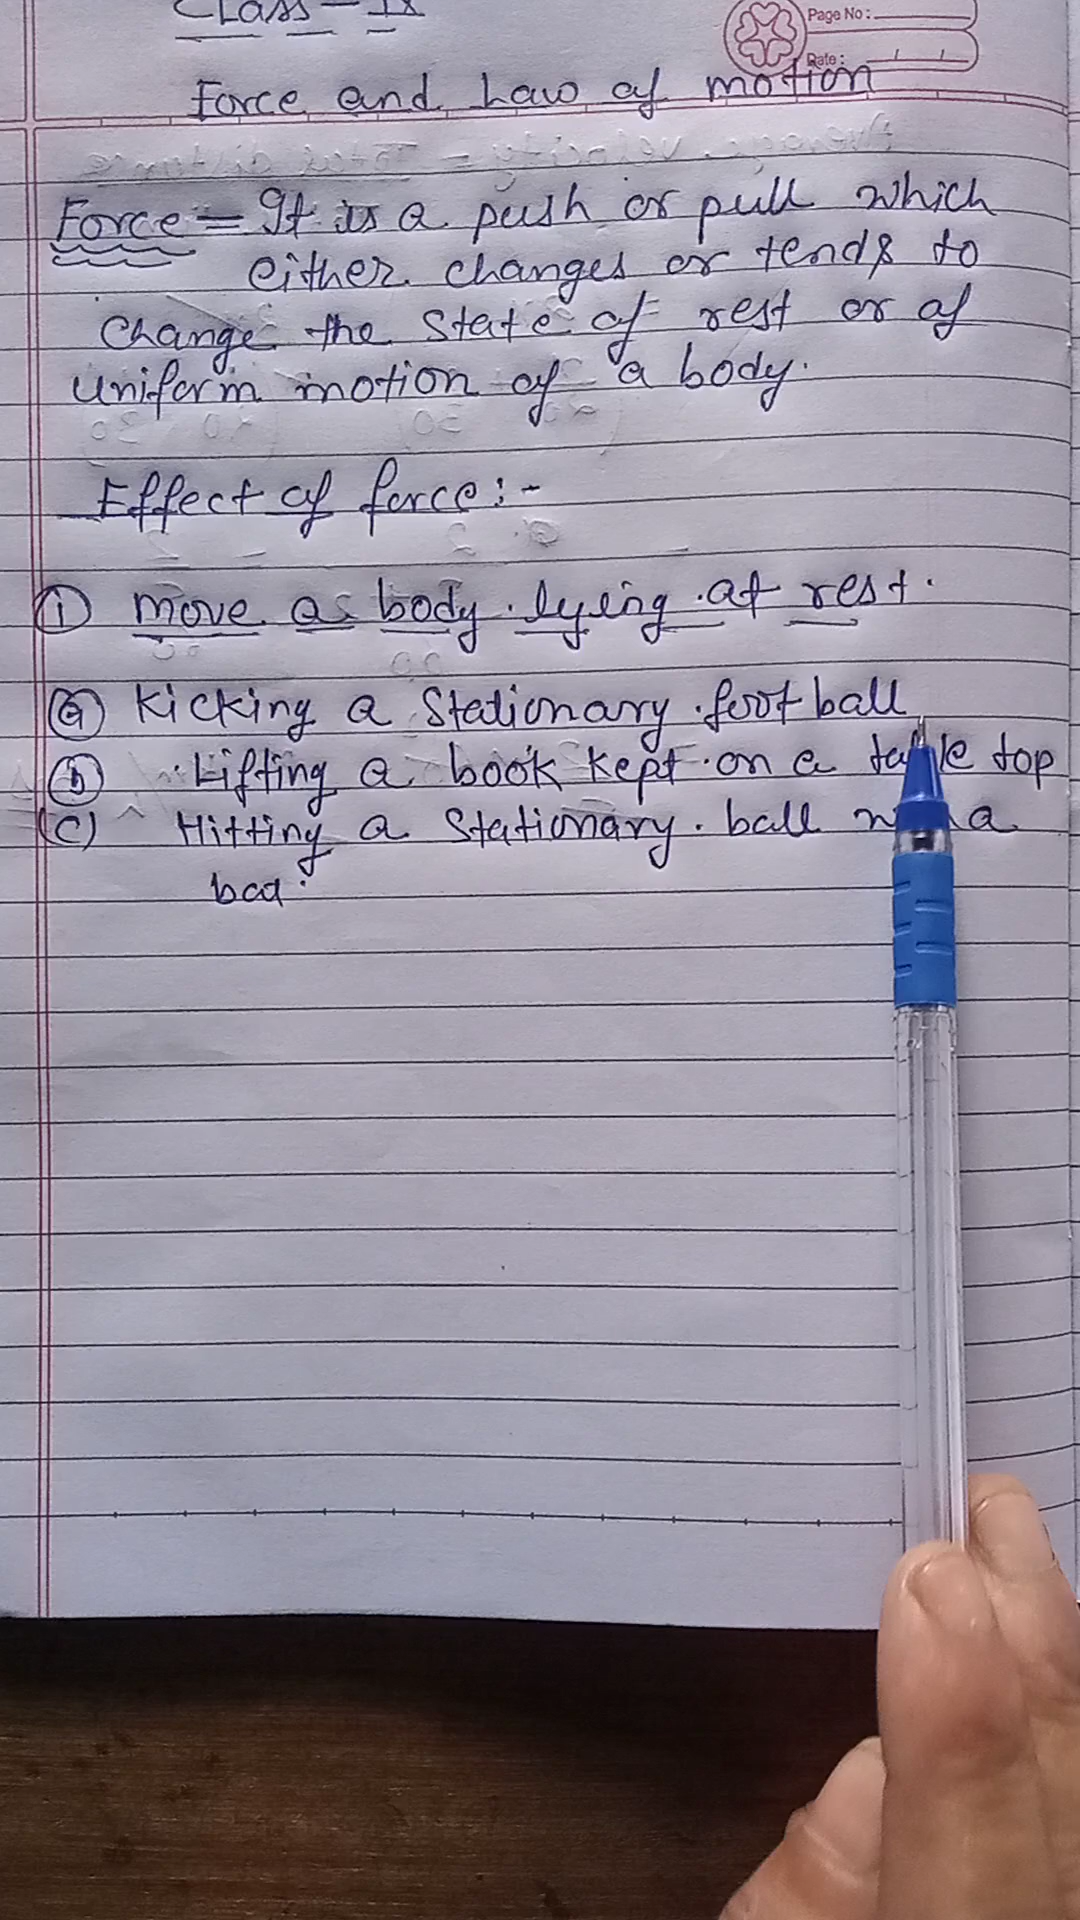 Class - IX
Page No:
Date:
Force and Law of motion
Force = It is a push or pull which
either changes or tends to
change the state of rest or of
uniform motion of a body.
Effect of force:-
① move as body lying at rest.
ⓐ Kicking a stationary football
ⓑ Lifting a book kept on a table top
(C) Hitting a stationary ball a
bat.